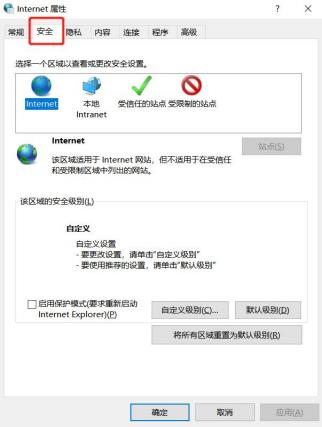 Internet 属性
?
常规 安全 隐私 内容 连接 程序 高级
选择一个区域以查看或更改安全设置。
Internet 本地 Intranet 受信任的站点 受限制的站点
Internet
站点(S)
该区域适用于 Internet 网站，但不适用于在受信任
和受限制区域中列出的网站。
该区域的安全级别(L)
自定义
自定义设置
- 要更改设置，请单击"自定义级别"
- 要使用推荐的设置，请单击"默认级别"
启用保护模式(要求重新启动
Internet Explorer)(P)
自定义级别(C)... 默认级别(D)
将所有区域重置为默认级别(R)
确定 取消 应用(A)